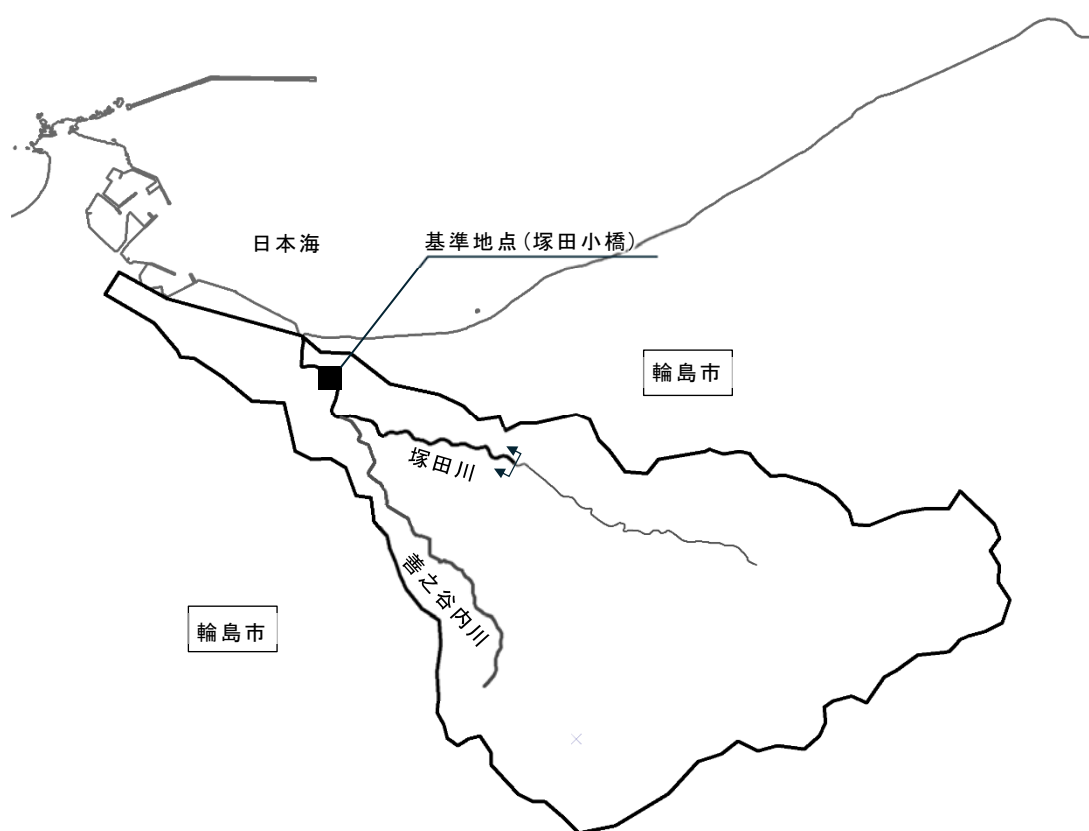 日本海
基準地点(塚田小橋)
輪島市
塚田川
善之谷内川
輪島市